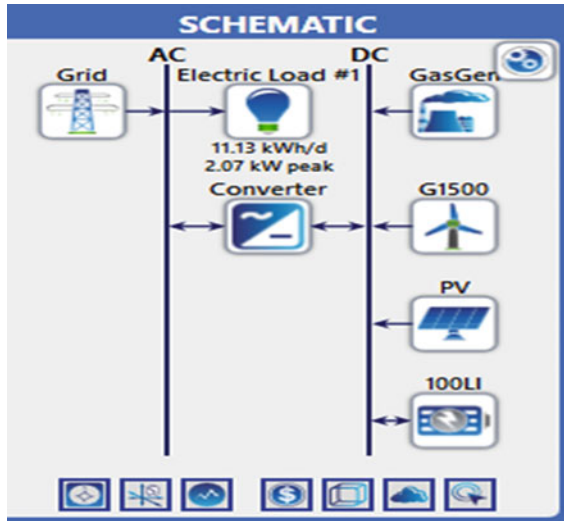 SCHEMATIC
AC DC
Grid Electric Load #1 GasGen
11.13 kWh/d
2.07 kW peak
Converter G1500
PV
100LI